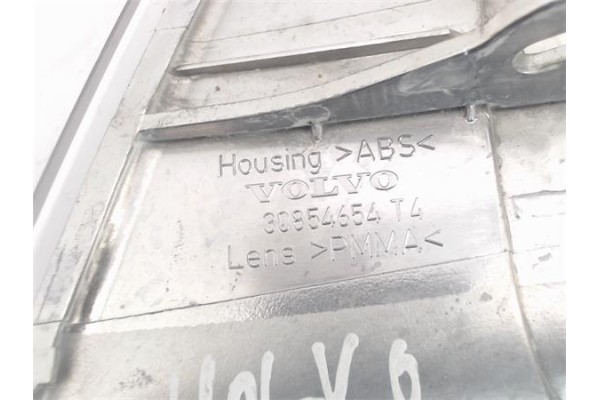 Housing >ABS<
VOLVO
30854654 T4
Lens >PMMA<